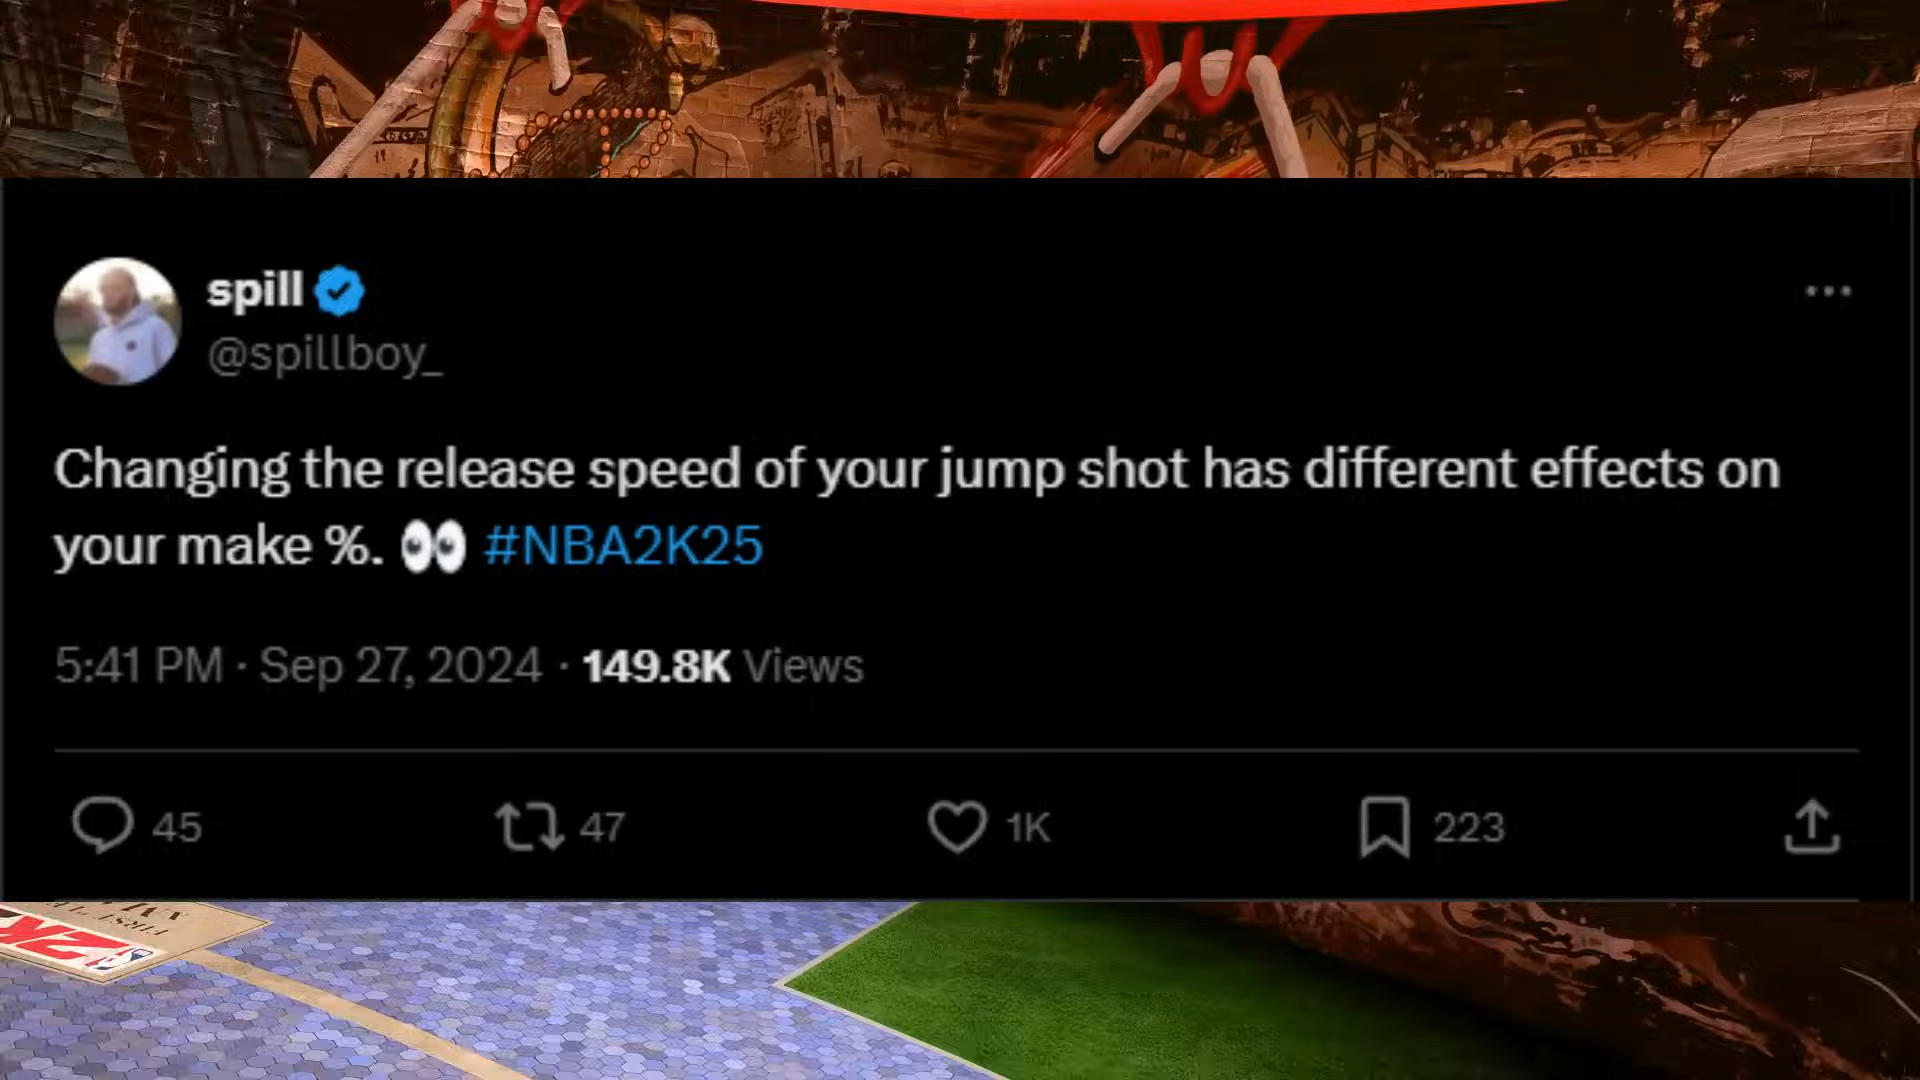 spill
@spillboy_
Changing the release speed of your jump shot has different effects on
your make %. 👀 #NBA2K25
5:41 PM · Sep 27, 2024 · 149.8K Views
45 47 1K 223
2K